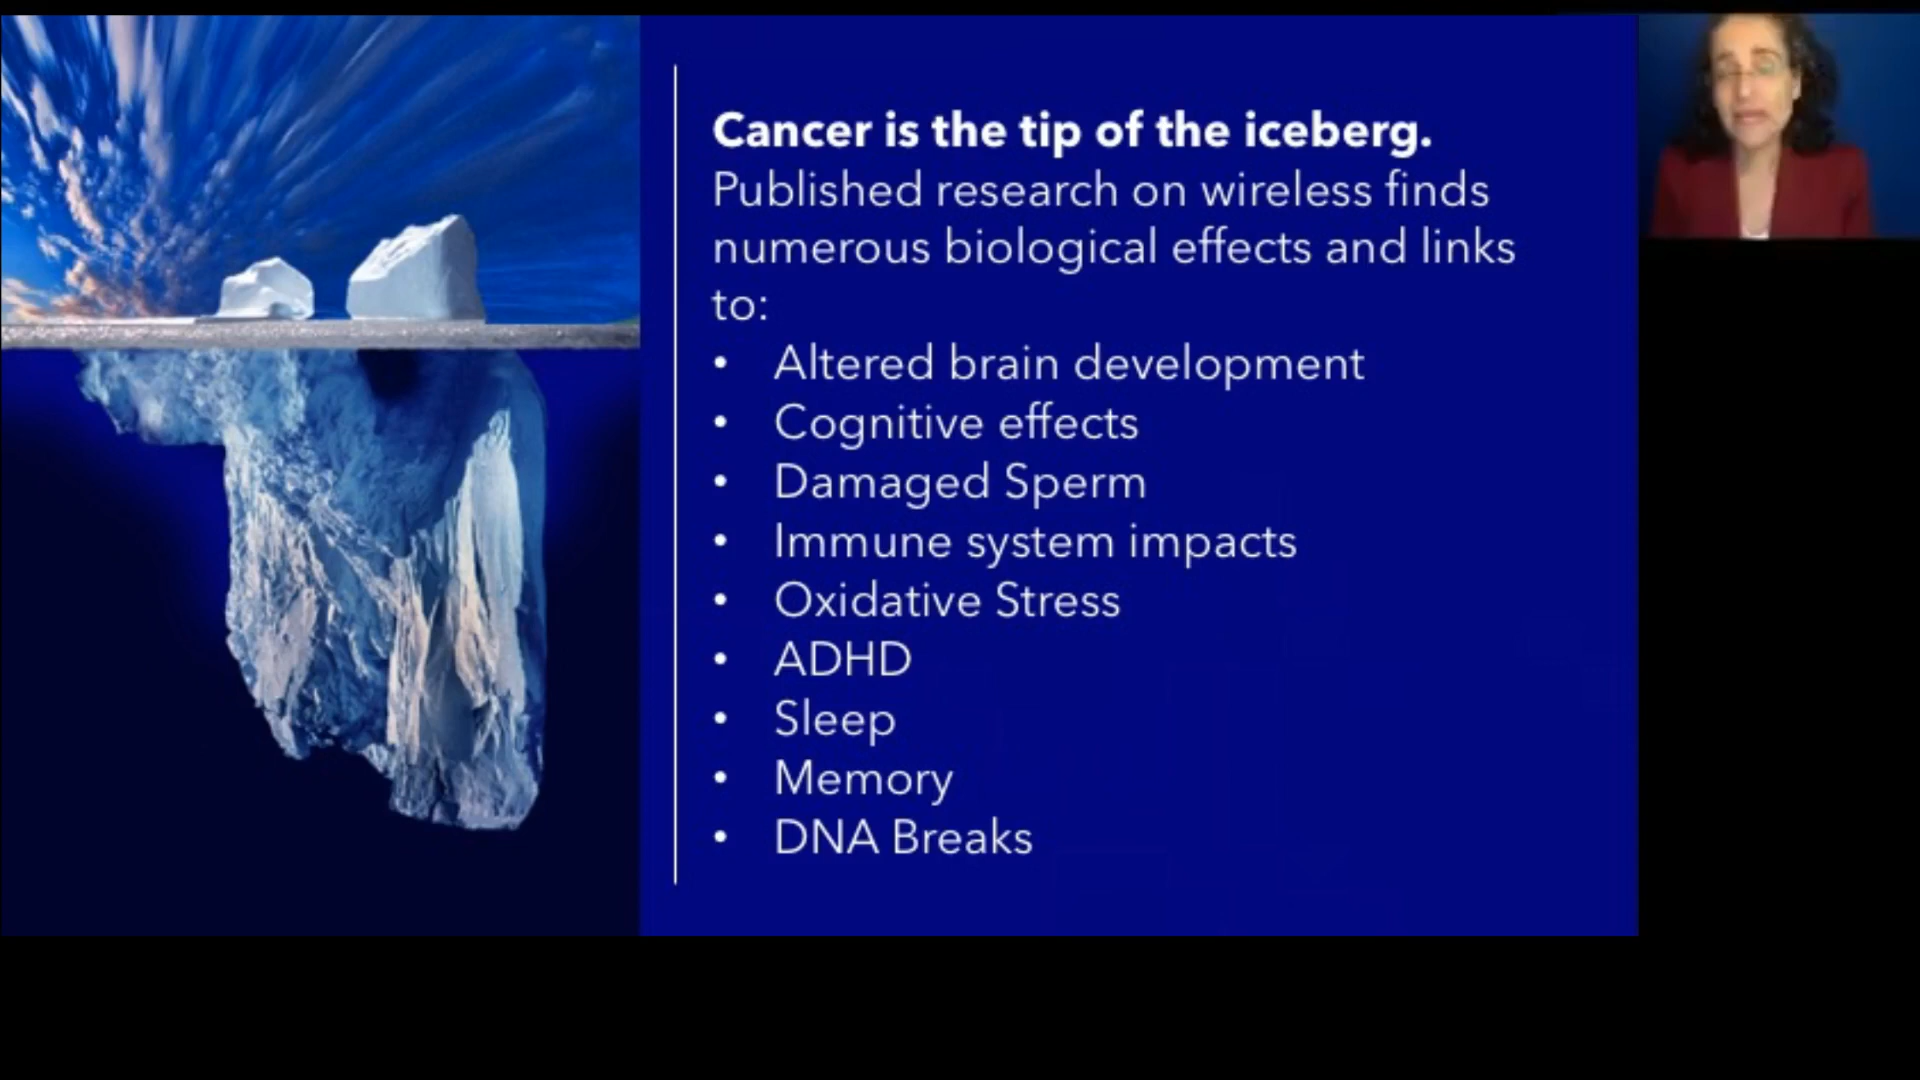 Cancer is the tip of the iceberg.
Published research on wireless finds
numerous biological effects and links
to:
• Altered brain development
• Cognitive effects
• Damaged Sperm
• Immune system impacts
• Oxidative Stress
• ADHD
• Sleep
• Memory
• DNA Breaks